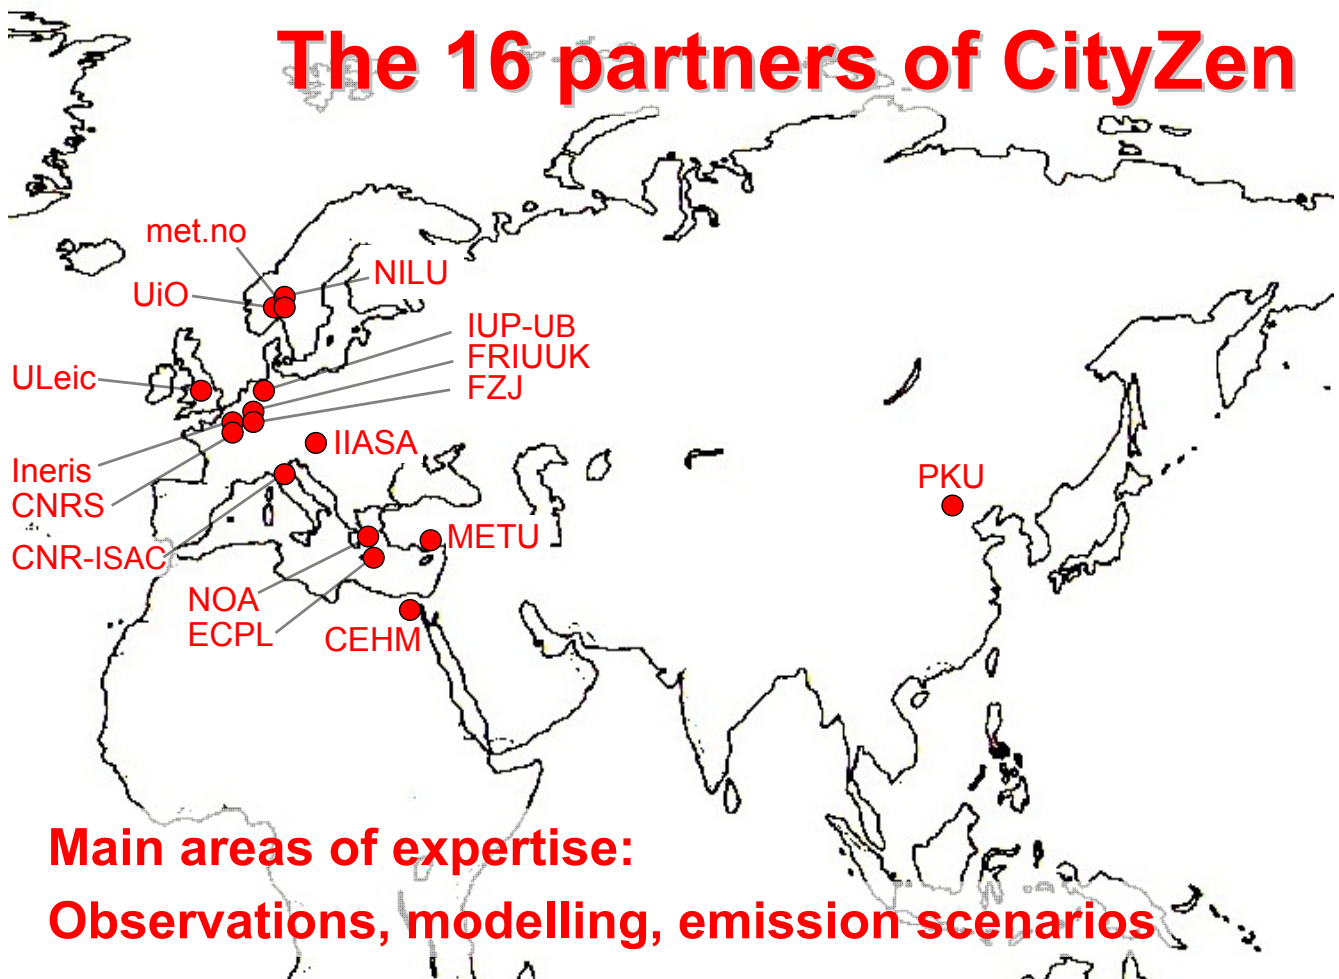 The 16 partners of CityZen
met.no
NILU
UiO
IUP-UB
FRIUUK
FZJ
ULeic
IIASA
Ineris
CNRS
PKU
CNR-ISAC
METU
NOA
ECPL
CEHM
Main areas of expertise:
Observations, modelling, emission scenarios